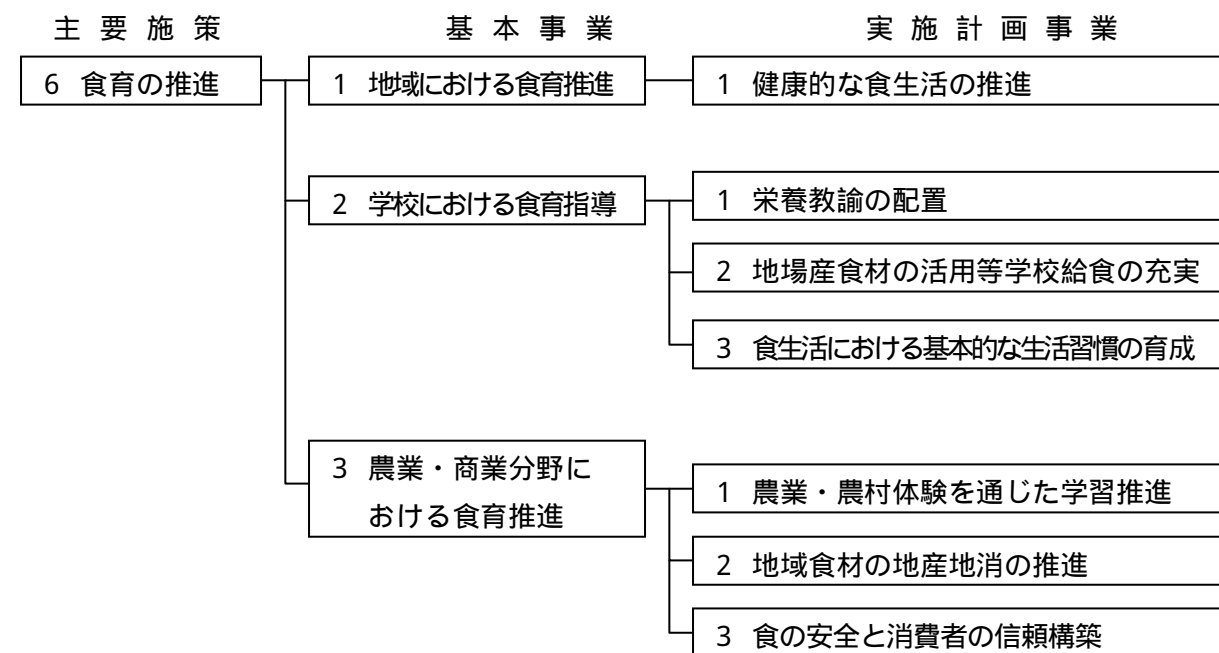 主要施策 基本事業 実施計画事業
6 食育の推進
1 地域における食育推進
1 健康的な食生活の推進
2 学校における食育指導
1 栄養教諭の配置
2 地場産食材の活用等学校給食の充実
3 食生活における基本的な生活習慣の育成
3 農業・商業分野に
おける食育推進
1 農業・農村体験を通じた学習推進
2 地域食材の地産地消の推進
3 食の安全と消費者の信頼構築